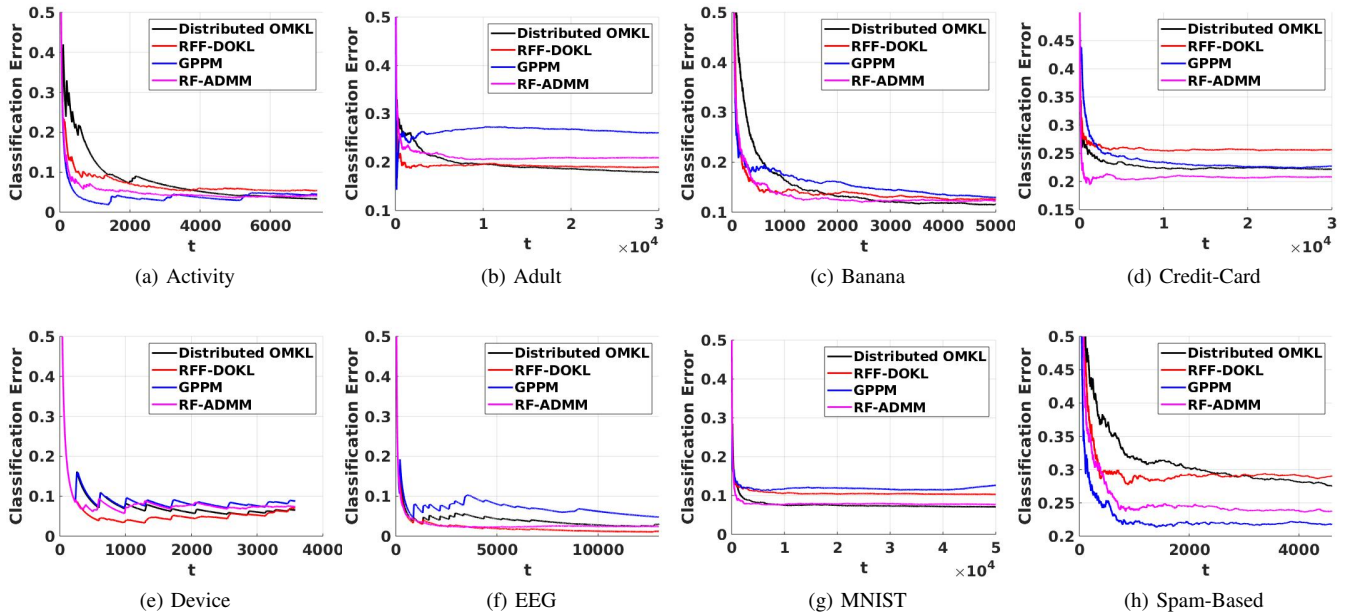 0.5
0.4
0.3
0.2
0.1
0
Classification Error
Distributed OMKL
RFF-DOKL
GPPM
RF-ADMM
0 2000 4000 6000
t
(a) Activity
0.5
0.4
0.3
0.2
0.1
Classification Error
Distributed OMKL
RFF-DOKL
GPPM
RF-ADMM
0 1 2 3
t ×10⁴
(b) Adult
0.5
0.4
0.3
0.2
0.1
Classification Error
Distributed OMKL
RFF-DOKL
GPPM
RF-ADMM
0 1000 2000 3000 4000 5000
t
(c) Banana
0.45
0.4
0.35
0.3
0.25
0.2
0.15
Classification Error
Distributed OMKL
RFF-DOKL
GPPM
RF-ADMM
0 1 2 3
t ×10⁴
(d) Credit-Card
0.5
0.4
0.3
0.2
0.1
0
Classification Error
Distributed OMKL
RFF-DOKL
GPPM
RF-ADMM
0 1000 2000 3000 4000
t
(e) Device
0.5
0.4
0.3
0.2
0.1
0
Classification Error
Distributed OMKL
RFF-DOKL
GPPM
RF-ADMM
0 5000 10000
t
(f) EEG
0.5
0.4
0.3
0.2
0.1
0
Classification Error
Distributed OMKL
RFF-DOKL
GPPM
RF-ADMM
0 1 2 3 4 5
t ×10⁴
(g) MNIST
0.5
0.45
0.4
0.35
0.3
0.25
0.2
Classification Error
Distributed OMKL
RFF-DOKL
GPPM
RF-ADMM
0 2000 4000
t
(h) Spam-Based